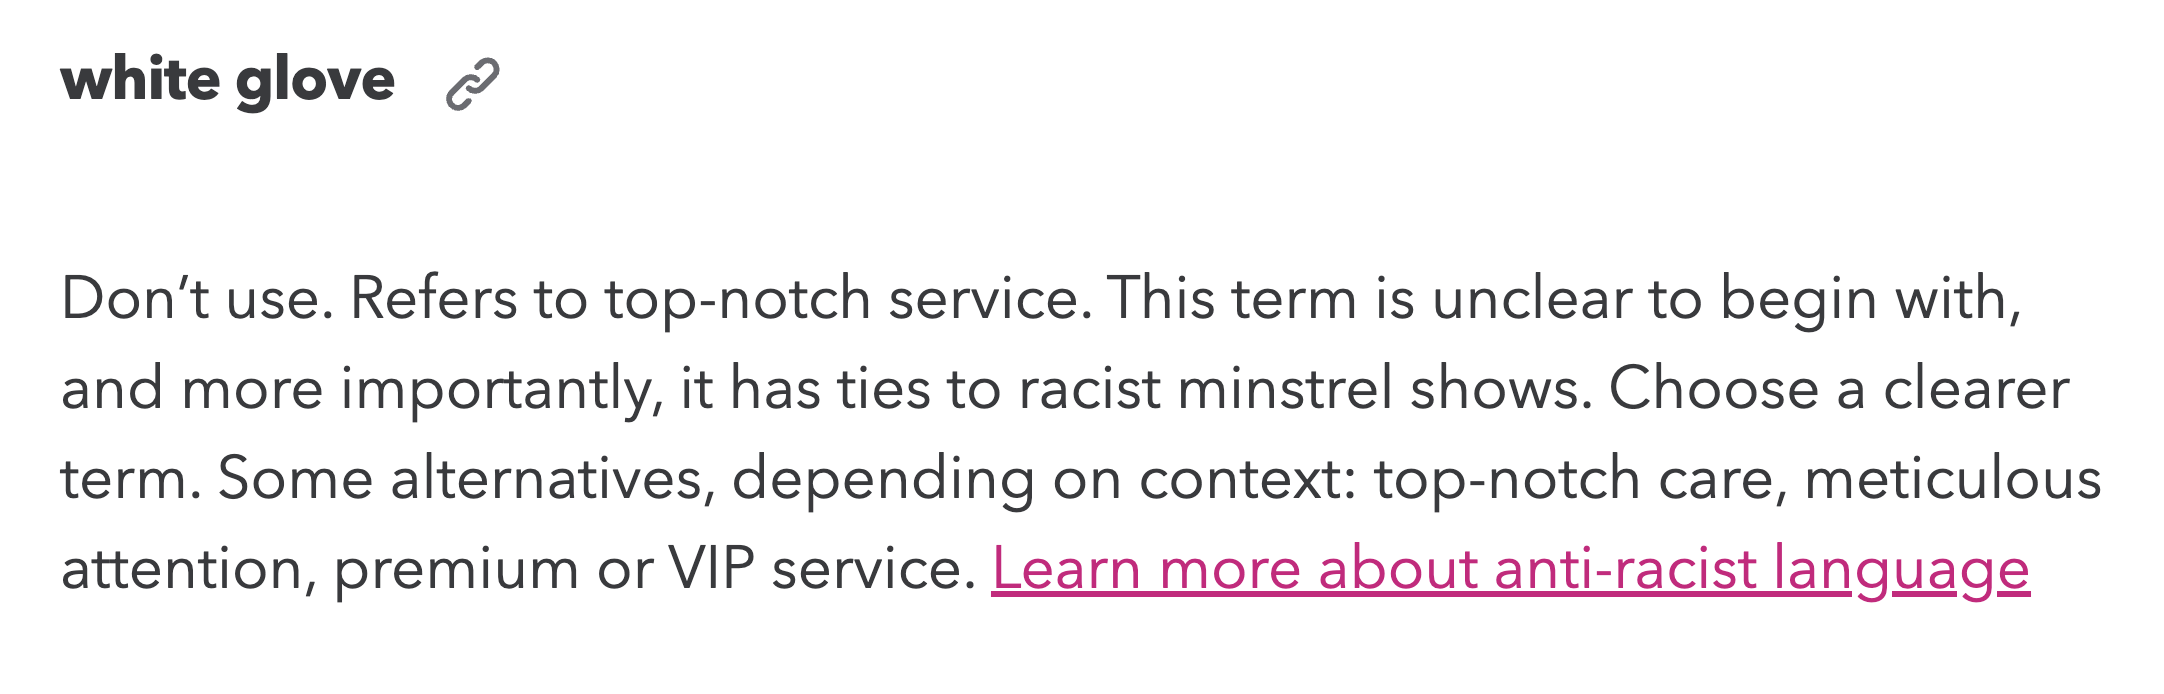 white glove
Don’t use. Refers to top-notch service. This term is unclear to begin with,
and more importantly, it has ties to racist minstrel shows. Choose a clearer
term. Some alternatives, depending on context: top-notch care, meticulous
attention, premium or VIP service. Learn more about anti-racist language